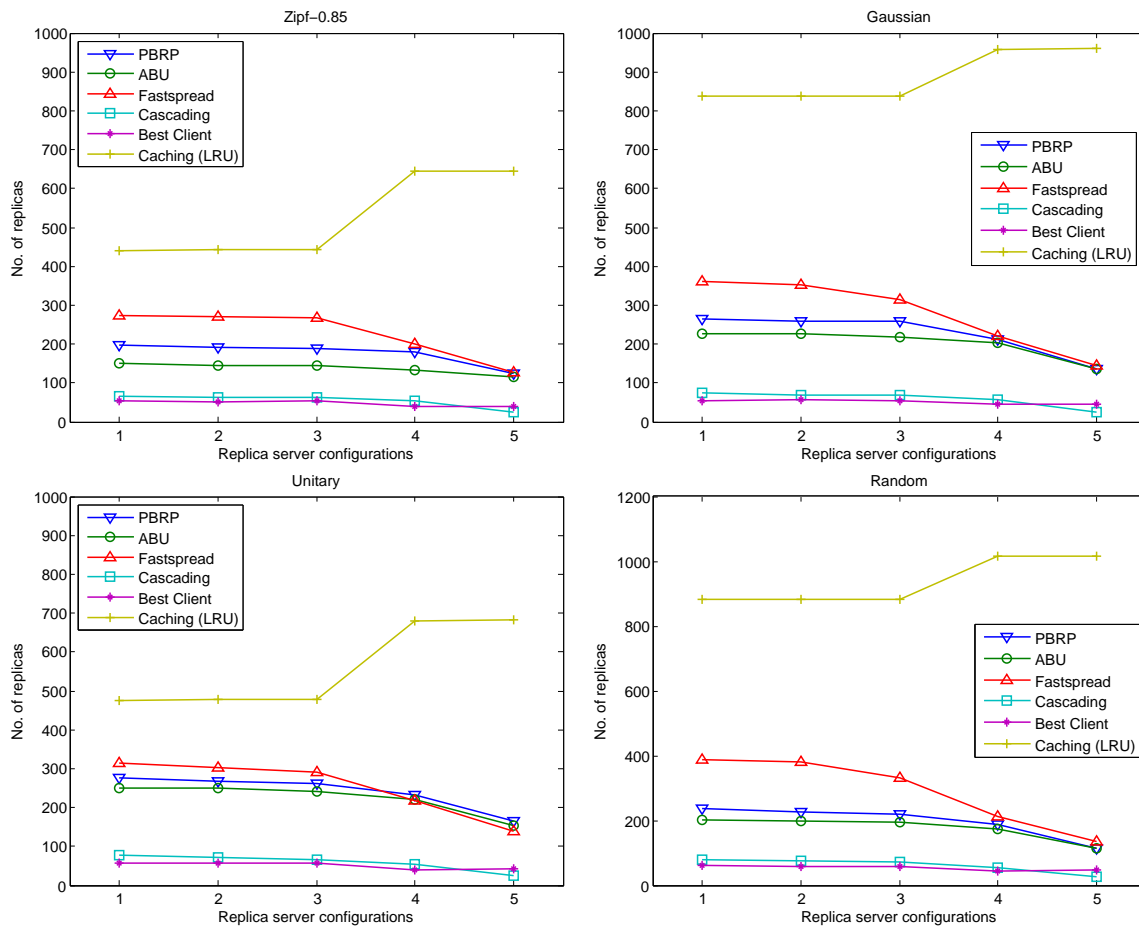 Zipf−0.85
1000
900
800
700
600
500
400
300
200
100
0
No. of replicas
PBRP
ABU
Fastspread
Cascading
Best Client
Caching (LRU)
1 2 3 4 5
Replica server configurations
Gaussian
1000
900
800
700
600
500
400
300
200
100
0
No. of replicas
PBRP
ABU
Fastspread
Cascading
Best Client
Caching (LRU)
1 2 3 4 5
Replica server configurations
Unitary
1000
900
800
700
600
500
400
300
200
100
0
No. of replicas
PBRP
ABU
Fastspread
Cascading
Best Client
Caching (LRU)
1 2 3 4 5
Replica server configurations
Random
1200
1000
800
600
400
200
0
No. of replicas
PBRP
ABU
Fastspread
Cascading
Best Client
Caching (LRU)
1 2 3 4 5
Replica server configurations